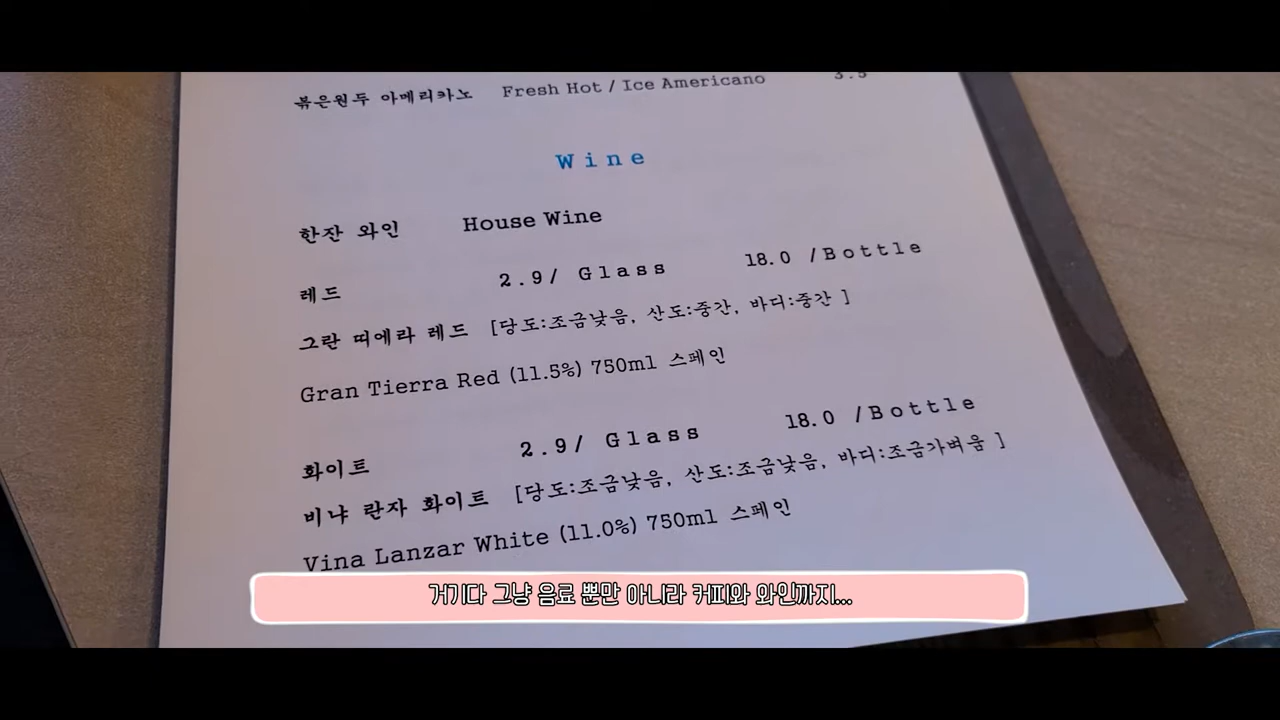 볶은원두 아메리카노 Fresh Hot / Ice Americano 3.5
Wine
한잔 와인 House Wine
레드 2.9/ Glass 18.0 /Bottle
그란 띠에라 레드 [당도:조금낮음, 산도:중간, 바디:중간 ]
Gran Tierra Red (11.5%) 750ml 스페인
화이트 2.9/ Glass 18.0 /Bottle
비냐 란자 화이트 [당도:조금낮음, 산도:조금낮음, 바디:조금가벼움 ]
Vina Lanzar White (11.0%) 750ml 스페인
거기다 그냥 음료 뿐만 아니라 커피와 와인까지...